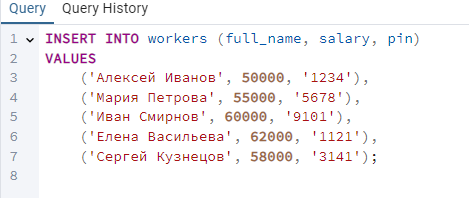 Query Query History
1 INSERT INTO workers (full_name, salary, pin)
2 VALUES
3 ('Алексей Иванов', 50000, '1234'),
4 ('Мария Петрова', 55000, '5678'),
5 ('Иван Смирнов', 60000, '9101'),
6 ('Елена Васильева', 62000, '1121'),
7 ('Сергей Кузнецов', 58000, '3141');
8